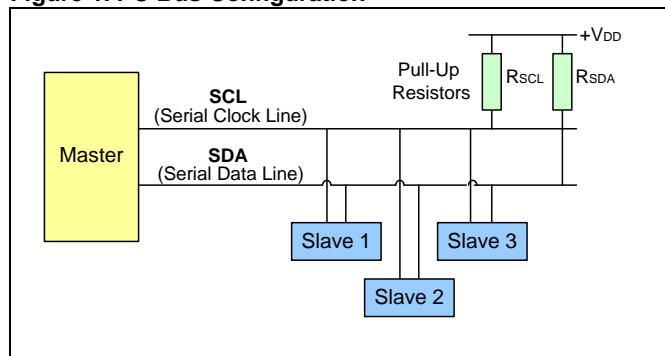 Figure 1. I²C Bus Configuration
+VDD
Pull-Up
Resistors
RSCL
RSDA
SCL
(Serial Clock Line)
Master
SDA
(Serial Data Line)
Slave 1
Slave 3
Slave 2